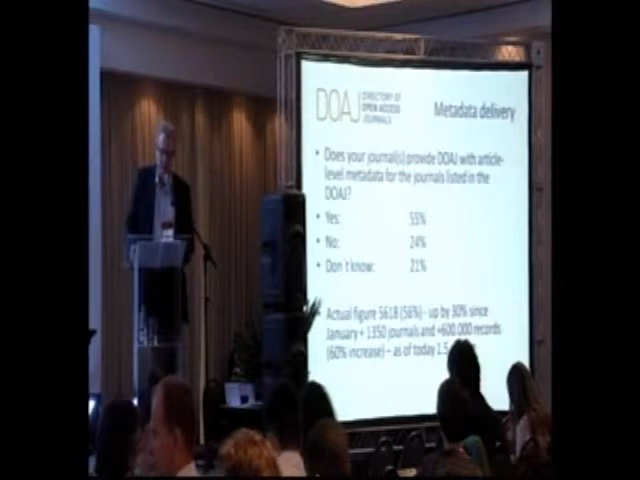 DOAJ
DIRECTORY OF
OPEN ACCESS
JOURNALS
Metadata delivery
• Does your journal(s) provide DOAJ with article-
level metadata for the journals listed in the
DOAJ?
• Yes: 55%
• No: 24%
• Don´t know: 21%
• Actual figure 5618 (56%) - up by 30% since
January + 1350 journals and +600.000 records
(60% increase) – as of today 1.5